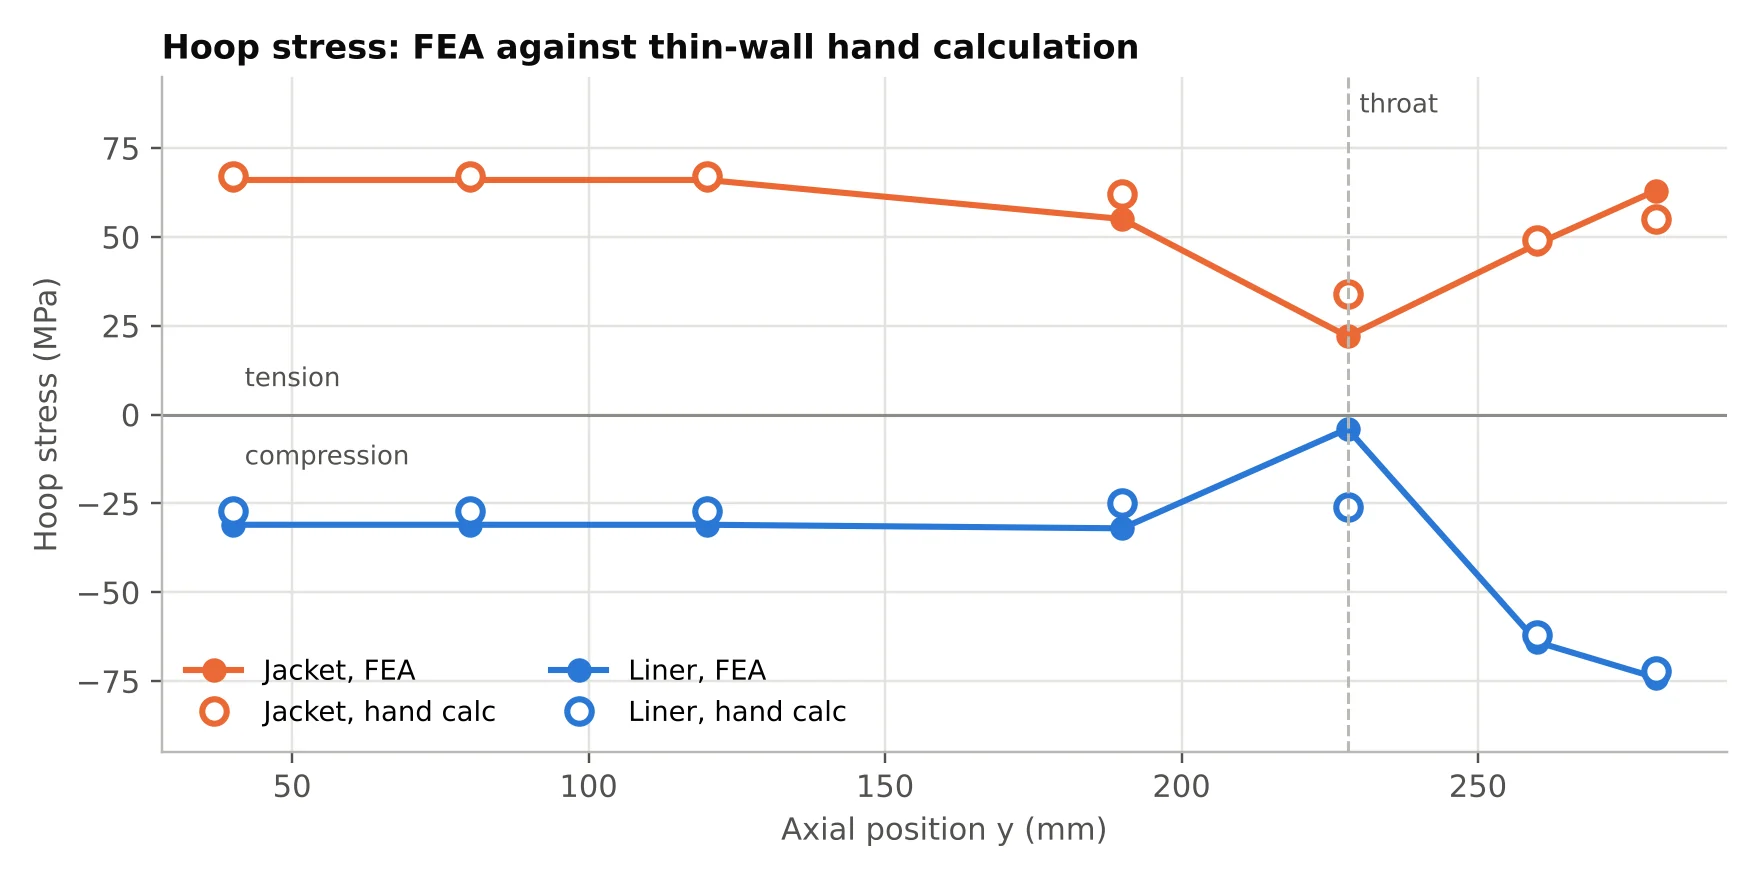 Hoop stress: FEA against thin-wall hand calculation
throat
75
50
25
0
−25
−50
−75
Hoop stress (MPa)
tension
compression
Jacket, FEA
Jacket, hand calc
Liner, FEA
Liner, hand calc
50
100
150
200
250
Axial position y (mm)